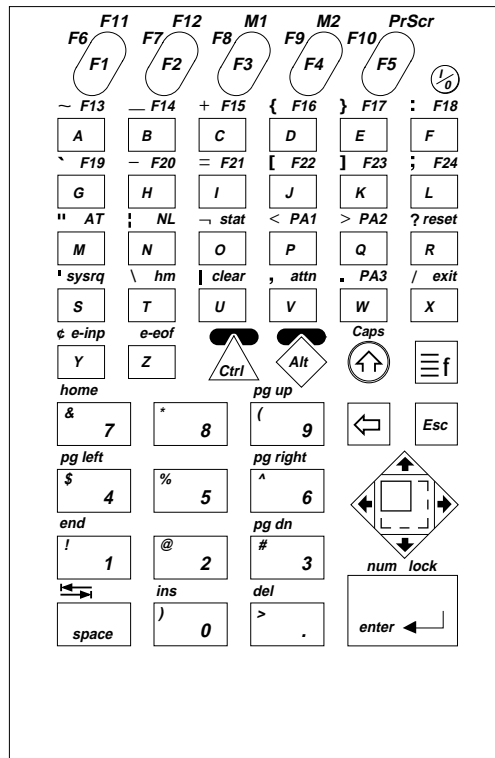 F11 F12 M1 M2 PrScr
F6 F7 F8 F9 F10
F1 F2 F3 F4 F5
I/O
~ F13 — F14 + F15 { F16 } F17 : F18
A B C D E F
` F19 – F20 = F21 [ F22 ] F23 ; F24
G H I J K L
" AT ¦ NL ¬ stat < PA1 > PA2 ? reset
M N O P Q R
' sysrq \ hm | clear , attn . PA3 / exit
S T U V W X
¢ e-inp e-eof Caps
Y Z Ctrl Alt f
home pg up
& 7 * 8 ( 9 Esc
pg left pg right
$ 4 % 5 ^ 6
end pg dn
! 1 @ 2 # 3
num lock
ins del
space ) 0 > . enter